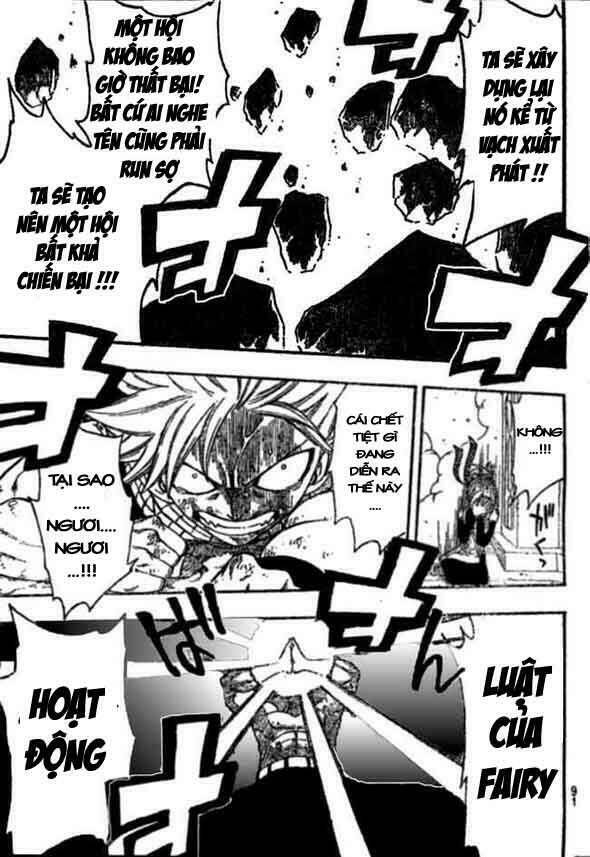 TA SẼ XÂY
DỰNG LẠI
NÓ KỂ TỪ
VẠCH XUẤT
PHÁT !!
MỘT HỘI
KHÔNG BAO
GIỜ THẤT BẠI!
BẤT CỨ AI NGHE
TÊN CŨNG PHẢI
RUN SỢ
TA SẼ TẠO
NÊN MỘT HỘI
BẤT KHẢ
CHIẾN BẠI !!!
KHÔNG
...!!!
CÁI CHẾT
TIỆT GÌ
ĐANG
DIỄN RA
THẾ NÀY
....
TẠI SAO
....
NGƯƠI....
NGƯƠI
...!!!
LUẬT
CỦA
FAIRY
HOẠT
ĐỘNG
91